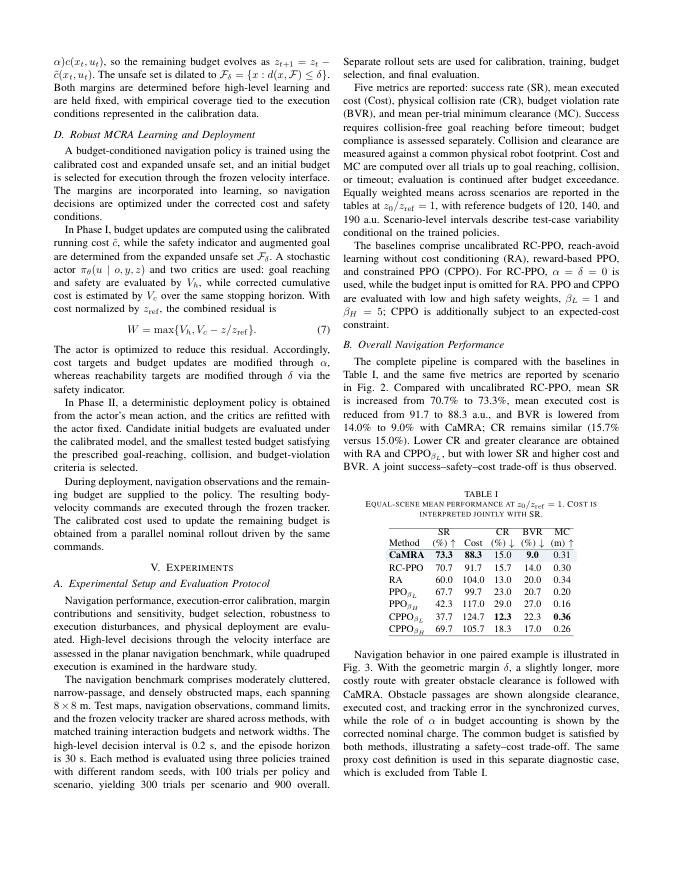 α)c(x_t, u_t), so the remaining budget evolves as z_{t+1} = z_t −
c̃(x_t, u_t). The unsafe set is dilated to F_δ = {x : d(x, F) ≤ δ}.
Both margins are determined before high-level learning and
are held fixed, with empirical coverage tied to the execution
conditions represented in the calibration data.
D. Robust MCRA Learning and Deployment
A budget-conditioned navigation policy is trained using the
calibrated cost and expanded unsafe set, and an initial budget
is selected for execution through the frozen velocity interface.
The margins are incorporated into learning, so navigation
decisions are optimized under the corrected cost and safety
conditions.
In Phase I, budget updates are computed using the calibrated
running cost c̃, while the safety indicator and augmented goal
are determined from the expanded unsafe set F_δ. A stochastic
actor π_θ(u | o, y, z) and two critics are used: goal reaching
and safety are evaluated by V_h, while corrected cumulative
cost is estimated by V_c over the same stopping horizon. With
cost normalized by z_ref, the combined residual is
W = max{V_h, V_c − z/z_ref}. (7)
The actor is optimized to reduce this residual. Accordingly,
cost targets and budget updates are modified through α,
whereas reachability targets are modified through δ via the
safety indicator.
In Phase II, a deterministic deployment policy is obtained
from the actor's mean action, and the critics are refitted with
the actor fixed. Candidate initial budgets are evaluated under
the calibrated model, and the smallest tested budget satisfying
the prescribed goal-reaching, collision, and budget-violation
criteria is selected.
During deployment, navigation observations and the remain-
ing budget are supplied to the policy. The resulting body-
velocity commands are executed through the frozen tracker.
The calibrated cost used to update the remaining budget is
obtained from a parallel nominal rollout driven by the same
commands.
V. EXPERIMENTS
A. Experimental Setup and Evaluation Protocol
Navigation performance, execution-error calibration, margin
contributions and sensitivity, budget selection, robustness to
execution disturbances, and physical deployment are evalu-
ated. High-level decisions through the velocity interface are
assessed in the planar navigation benchmark, while quadruped
execution is examined in the hardware study.
The navigation benchmark comprises moderately cluttered,
narrow-passage, and densely obstructed maps, each spanning
8 × 8 m. Test maps, navigation observations, command limits,
and the frozen velocity tracker are shared across methods, with
matched training interaction budgets and network widths. The
high-level decision interval is 0.2 s, and the episode horizon
is 30 s. Each method is evaluated using three policies trained
with different random seeds, with 100 trials per policy and
scenario, yielding 300 trials per scenario and 900 overall.
Separate rollout sets are used for calibration, training, budget
selection, and final evaluation.
Five metrics are reported: success rate (SR), mean executed
cost (Cost), physical collision rate (CR), budget violation rate
(BVR), and mean per-trial minimum clearance (MC). Success
requires collision-free goal reaching before timeout; budget
compliance is assessed separately. Collision and clearance are
measured against a common physical robot footprint. Cost and
MC are computed over all trials up to goal reaching, collision,
or timeout; evaluation is continued after budget exceedance.
Equally weighted means across scenarios are reported in the
tables at z_0/z_ref = 1, with reference budgets of 120, 140, and
190 a.u. Scenario-level intervals describe test-case variability
conditional on the trained policies.
The baselines comprise uncalibrated RC-PPO, reach-avoid
learning without cost conditioning (RA), reward-based PPO,
and constrained PPO (CPPO). For RC-PPO, α = δ = 0 is
used, while the budget input is omitted for RA. PPO and CPPO
are evaluated with low and high safety weights, β_L = 1 and
β_H = 5; CPPO is additionally subject to an expected-cost
constraint.
B. Overall Navigation Performance
The complete pipeline is compared with the baselines in
Table I, and the same five metrics are reported by scenario
in Fig. 2. Compared with uncalibrated RC-PPO, mean SR
is increased from 70.7% to 73.3%, mean executed cost is
reduced from 91.7 to 88.3 a.u., and BVR is lowered from
14.0% to 9.0% with CaMRA; CR remains similar (15.7%
versus 15.0%). Lower CR and greater clearance are obtained
with RA and CPPO_{β_L}, but with lower SR and higher cost and
BVR. A joint success–safety–cost trade-off is thus observed.
TABLE I
EQUAL-SCENE MEAN PERFORMANCE AT z_0/z_ref = 1. COST IS
INTERPRETED JOINTLY WITH SR.
SR CR BVR MC
Method (%) ↑ Cost (%) ↓ (%) ↓ (m) ↑
CaMRA 73.3 88.3 15.0 9.0 0.31
RC-PPO 70.7 91.7 15.7 14.0 0.30
RA 60.0 104.0 13.0 20.0 0.34
PPO_{β_L} 67.7 99.7 23.0 20.7 0.20
PPO_{β_H} 42.3 117.0 29.0 27.0 0.16
CPPO_{β_L} 37.7 124.7 12.3 22.3 0.36
CPPO_{β_H} 69.7 105.7 18.3 17.0 0.26
Navigation behavior in one paired example is illustrated in
Fig. 3. With the geometric margin δ, a slightly longer, more
costly route with greater obstacle clearance is followed with
CaMRA. Obstacle passages are shown alongside clearance,
executed cost, and tracking error in the synchronized curves,
while the role of α in budget accounting is shown by the
corrected nominal charge. The common budget is satisfied by
both methods, illustrating a safety–cost trade-off. The same
proxy cost definition is used in this separate diagnostic case,
which is excluded from Table I.